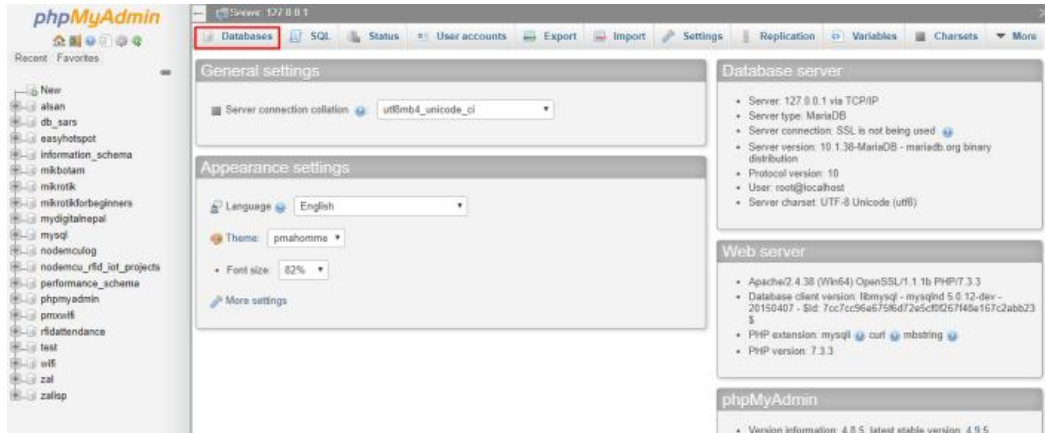 phpMyAdmin
Recent Favorites
New
alsan
db_sars
easyhotspot
information_schema
mikbotam
mikrotik
mikrotikforbeginners
mydigitalnepal
mysql
nodemculog
nodemcu_rfid_iot_projects
performance_schema
phpmyadmin
pmxwifi
rfidattendance
test
wifi
zal
zalisp
Server: 127.0.0.1
Databases SQL Status User accounts Export Import Settings Replication Variables Charsets More
General settings
Server connection collation: utf8mb4_unicode_ci
Appearance settings
Language English
Theme: pmahomme
Font size: 82%
More settings
Database server
Server: 127.0.0.1 via TCP/IP
Server type: MariaDB
Server connection: SSL is not being used
Server version: 10.1.38-MariaDB - mariadb.org binary
distribution
Protocol version: 10
User: root@localhost
Server charset: UTF-8 Unicode (utf8)
Web server
Apache/2.4.38 (Win64) OpenSSL/1.1.1b PHP/7.3.3
Database client version: libmysql - mysqlnd 5.0.12-dev -
20150407 - $Id: 
$
PHP extension: mysqli curl mbstring
PHP version: 7.3.3
phpMyAdmin
Version information: 4.8.5, latest stable version: 4.9.5